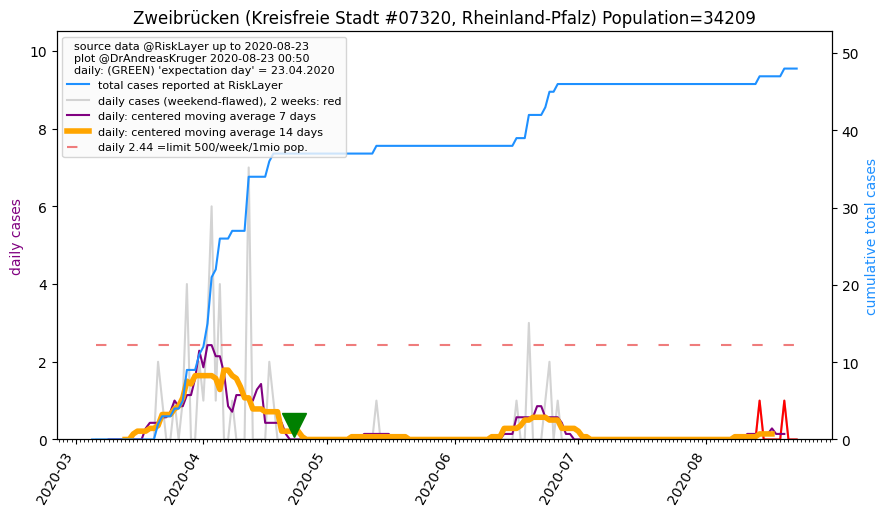 Zweibrücken (Kreisfreie Stadt #07320, Rheinland-Pfalz) Population=34209
source data @RiskLayer up to 2020-08-23
plot @DrAndreasKruger 2020-08-23 00:50
daily: (GREEN) 'expectation day' = 23.04.2020
total cases reported at RiskLayer
daily cases (weekend-flawed), 2 weeks: red
daily: centered moving average 7 days
daily: centered moving average 14 days
daily 2.44 =limit 500/week/1mio pop.
daily cases
10
8
6
4
2
0
cumulative total cases
50
40
30
20
10
0
2020-03
2020-04
2020-05
2020-06
2020-07
2020-08